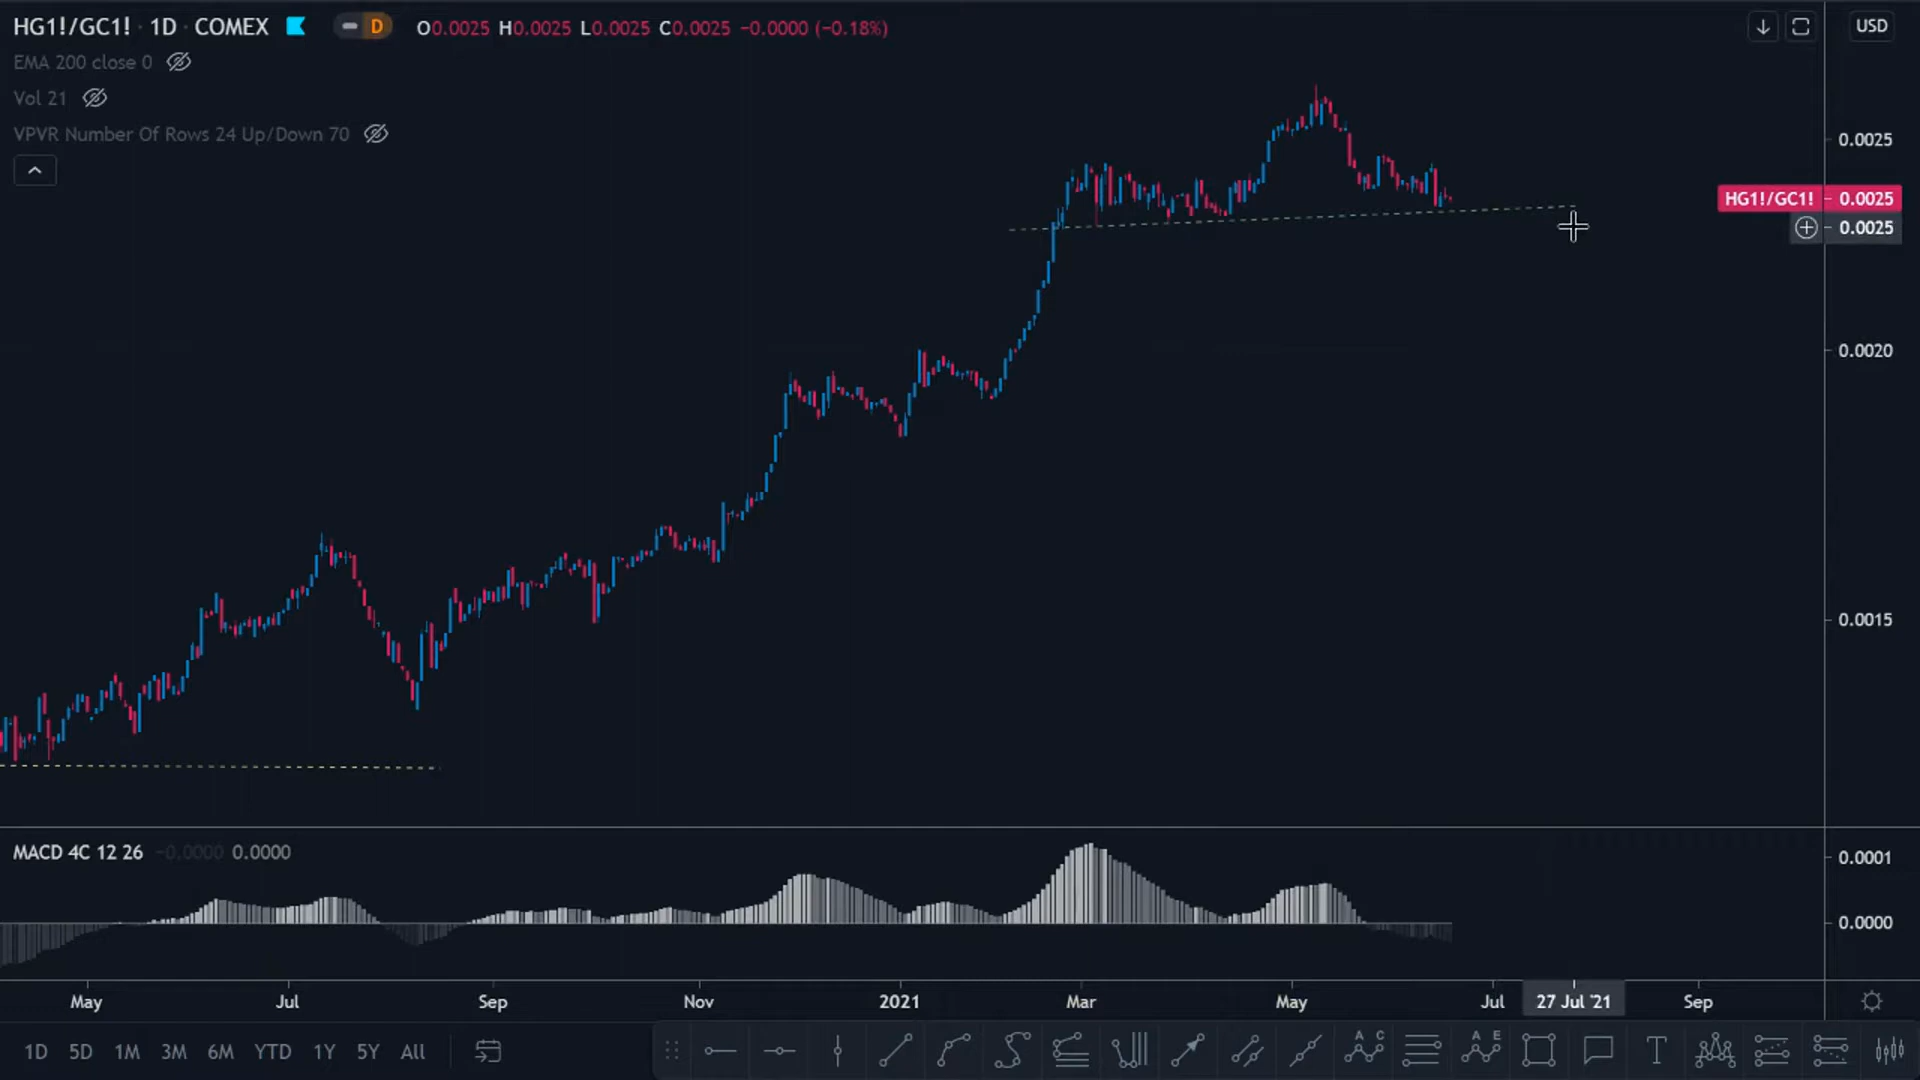 HG1!/GC1! · 1D · COMEX D O0.0025 H0.0025 L0.0025 C0.0025 −0.0000 (−0.18%) USD
EMA 200 close 0
Vol 21
VPVR Number Of Rows 24 Up/Down 70
0.0025
HG1!/GC1! 0.0025
0.0025
0.0020
0.0015
MACD 4C 12 26 −0.0000 0.0000
0.0001
0.0000
May Jul Sep Nov 2021 Mar May Jul 27 Jul '21 Sep
1D 5D 1M 3M 6M YTD 1Y 5Y All A C A E T